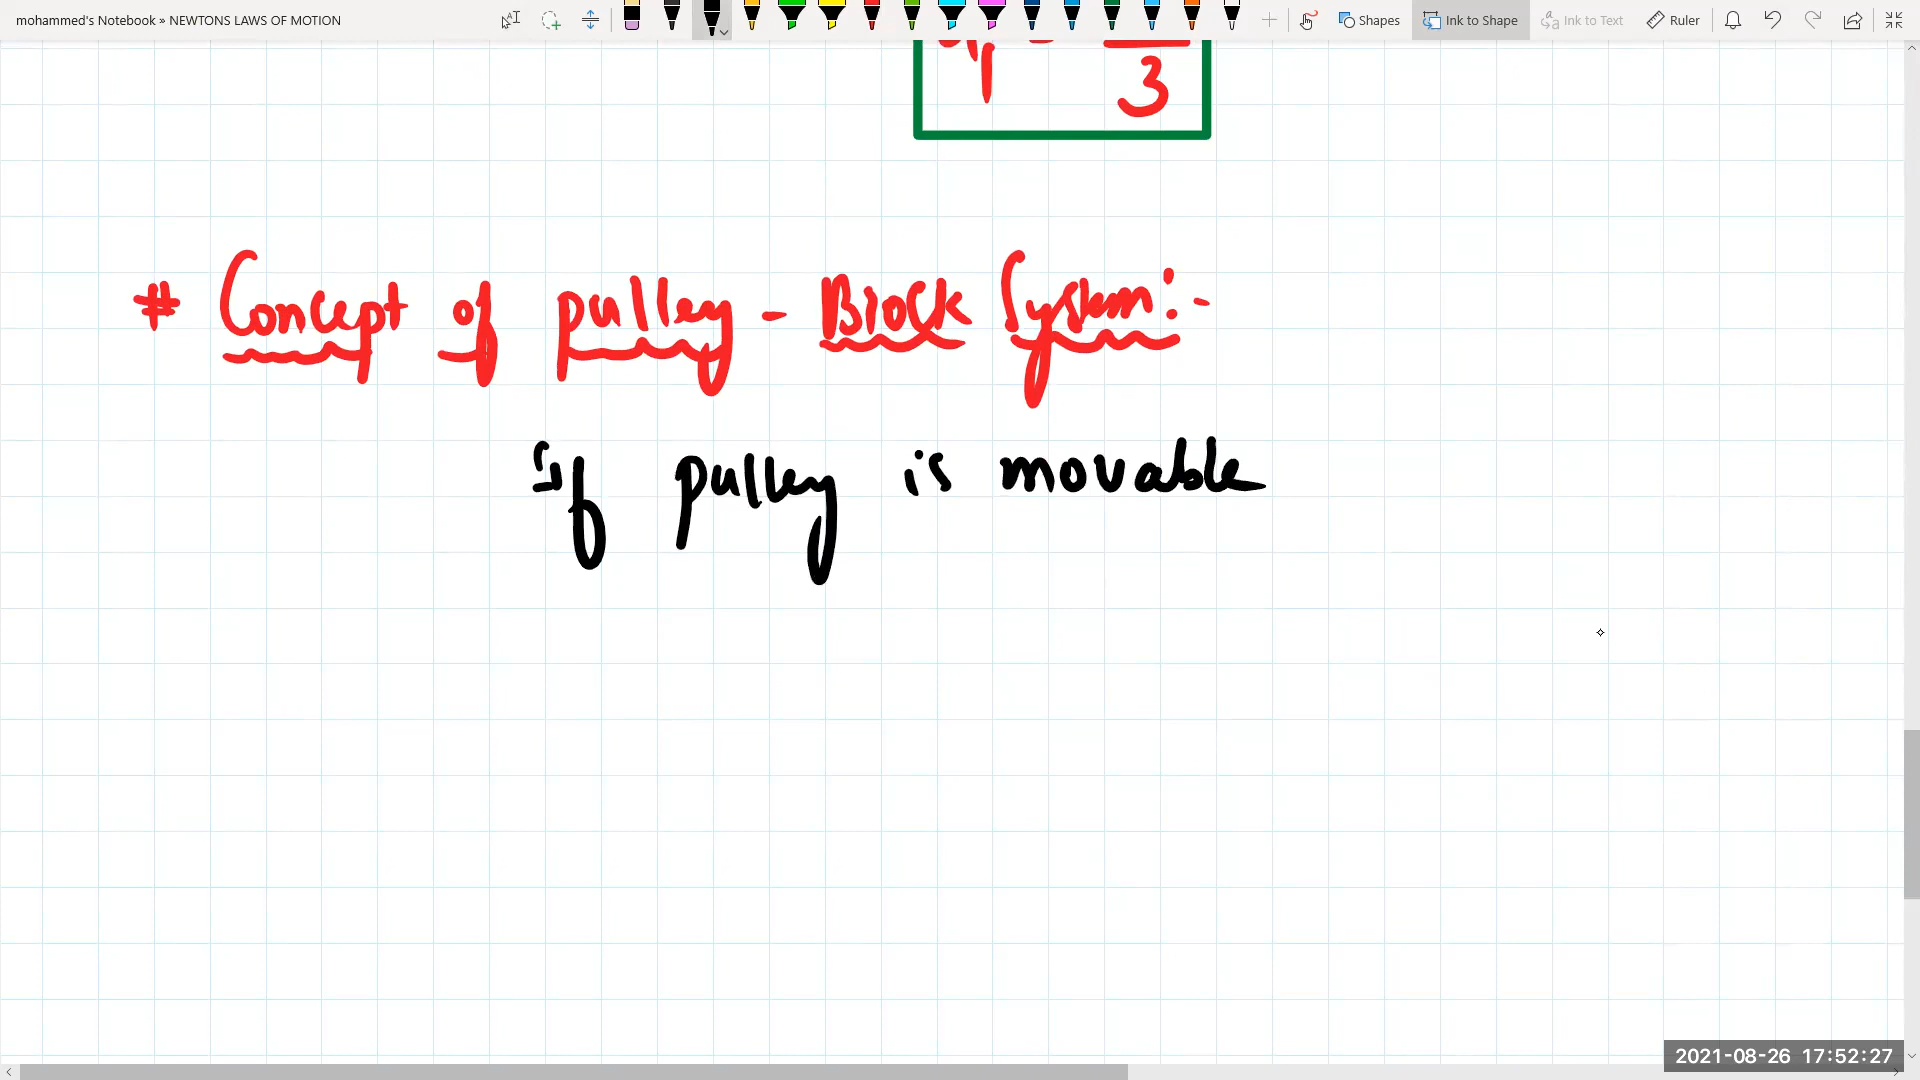 mohammed's Notebook » NEWTONS LAWS OF MOTION
Shapes Ink to Shape Ink to Text Ruler
3
# Concept of pulley - Block System:-
If pulley is movable
2021-08-26 17:52:27